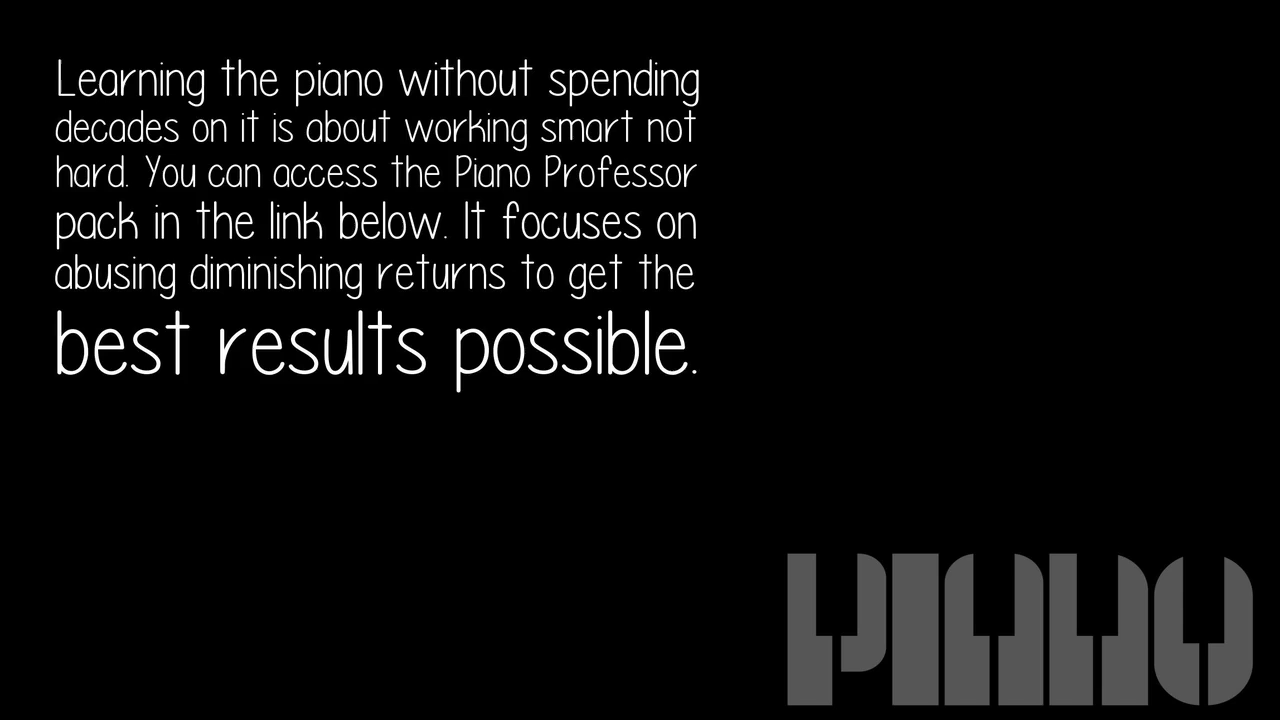 Learning the piano without spending
decades on it is about working smart not
hard. You can access the Piano Professor
pack in the link below. It focuses on
abusing diminishing returns to get the
best results possible.
PIANO